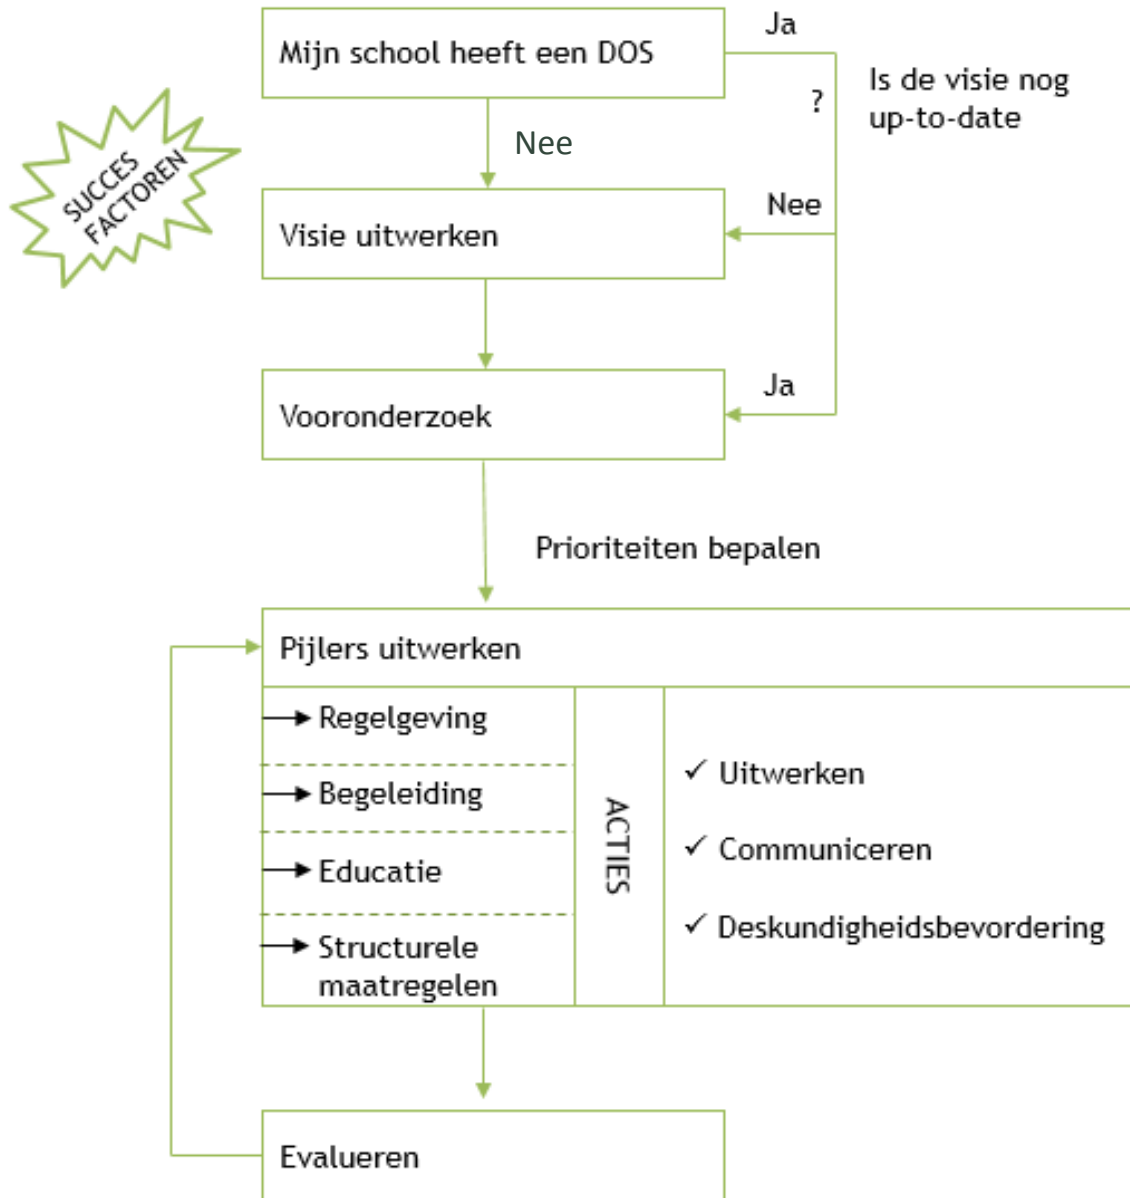 Mijn school heeft een DOS
Ja
?
Is de visie nog
up-to-date
SUCCES
FACTOREN
Nee
Visie uitwerken
Nee
Vooronderzoek
Ja
Prioriteiten bepalen
Pijlers uitwerken
Regelgeving
Begeleiding
Educatie
Structurele
maatregelen
ACTIES
✓ Uitwerken
✓ Communiceren
✓ Deskundigheidsbevordering
Evalueren